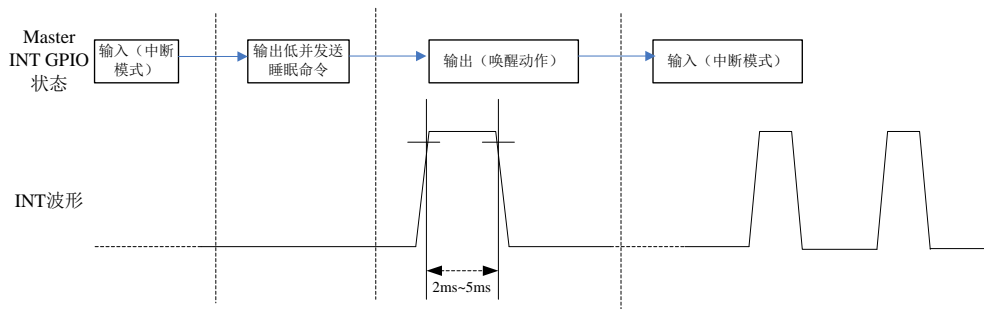 Master
INT GPIO
状态
输入（中断
模式）
输出低并发送
睡眠命令
输出（唤醒动作）
输入（中断模式）
INT波形
2ms~5ms